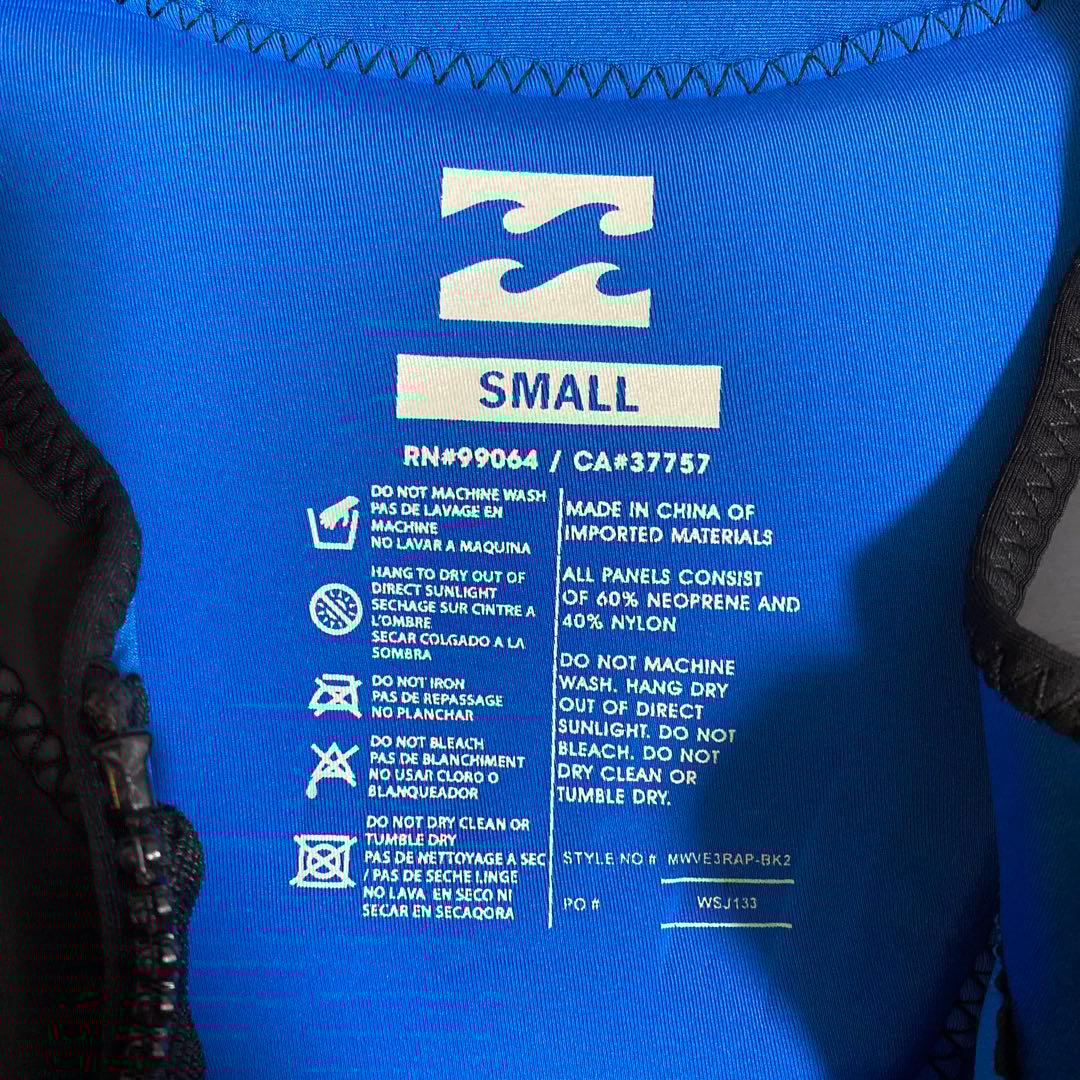 SMALL
RN#99064 / CA#37757
DO NOT MACHINE WASH
PAS DE LAVAGE EN
MACHINE
NO LAVAR A MAQUINA
HANG TO DRY OUT OF
DIRECT SUNLIGHT
SECHAGE SUR CINTRE A
L'OMBRE
SECAR COLGADO A LA
SOMBRA
DO NOT IRON
PAS DE REPASSAGE
NO PLANCHAR
DO NOT BLEACH
PAS DE BLANCHIMENT
NO USAR CLORO O
BLANQUEADOR
DO NOT DRY CLEAN OR
TUMBLE DRY
PAS DE NETTOYAGE A SEC
/ PAS DE SECHE LINGE
NO LAVA EN SECO NI
SECAR EN SECAQORA
MADE IN CHINA OF
IMPORTED MATERIALS
ALL PANELS CONSIST
OF 60% NEOPRENE AND
40% NYLON
DO NOT MACHINE
WASH. HANG DRY
OUT OF DIRECT
SUNLIGHT. DO NOT
BLEACH. DO NOT
DRY CLEAN OR
TUMBLE DRY.
STYLE NO # MWVE3RAP-BK2
PO # WSJ133